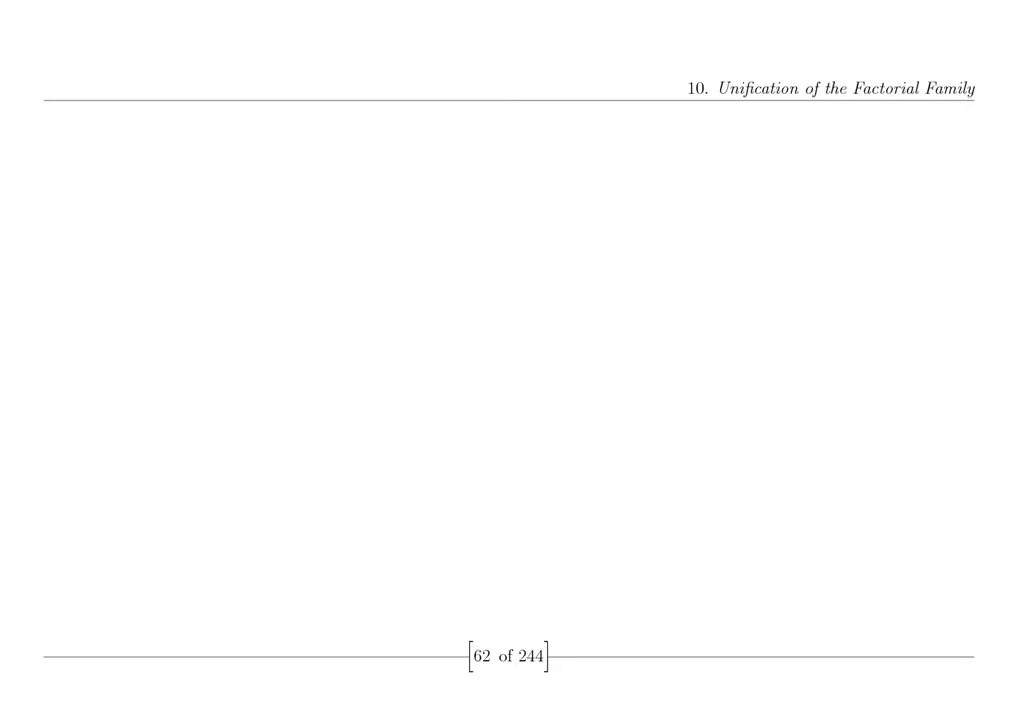 10. Unification of the Factorial Family
[62 of 244]